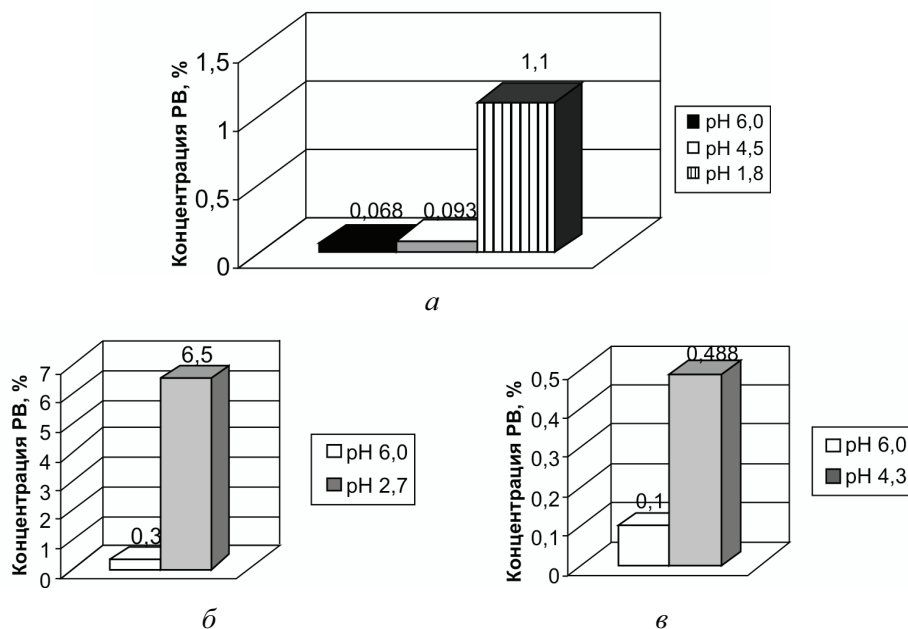 Концентрация РВ, %
1,5
1
0,5
0
0,068
0,093
1,1
pH 6,0
pH 4,5
pH 1,8
а
Концентрация РВ, %
7
6
5
4
3
2
1
0
0,3
6,5
pH 6,0
pH 2,7
б
Концентрация РВ, %
0,5
0,4
0,3
0,2
0,1
0
0,1
0,488
pH 6,0
pH 4,3
в